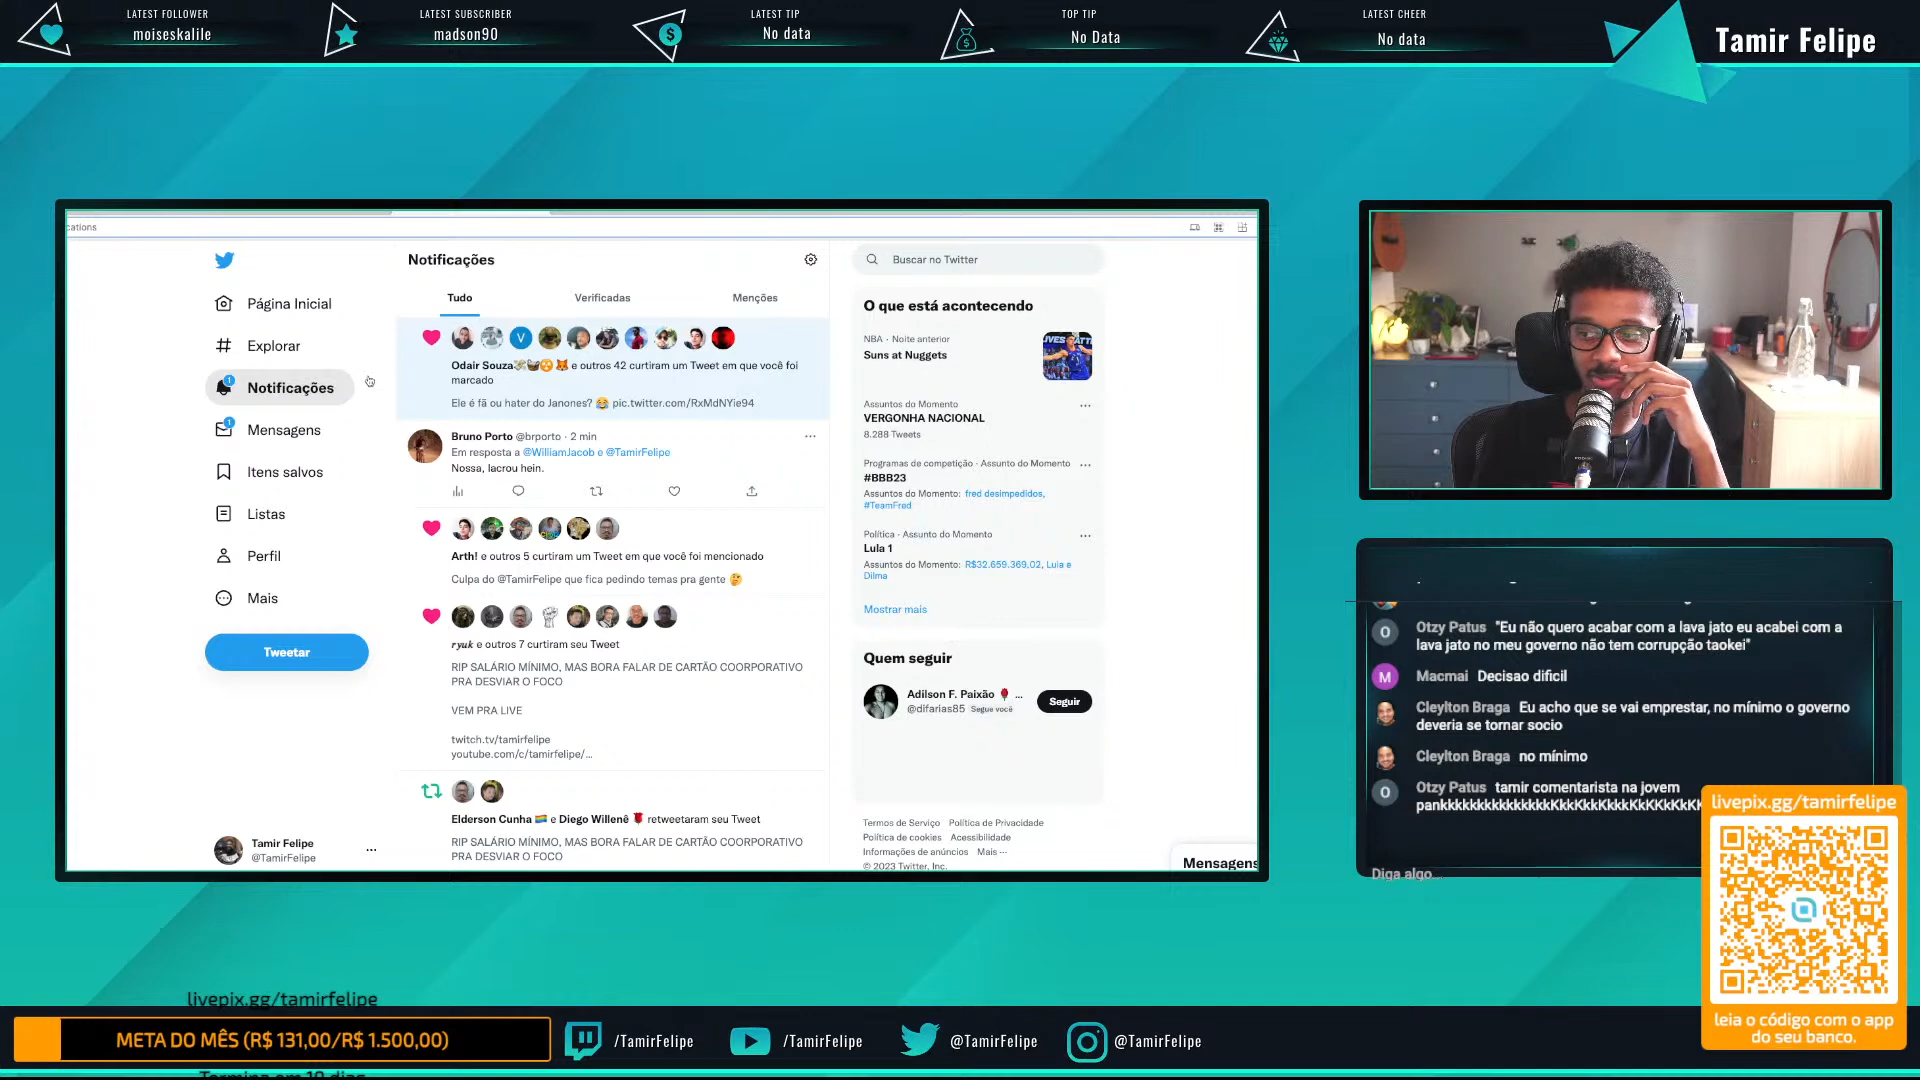 LATEST FOLLOWER
moiseskalile
LATEST SUBSCRIBER
madson90
LATEST TIP
No data
TOP TIP
No Data
LATEST CHEER
No data
Tamir Felipe
cations
Página Inicial
Explorar
1
Notificações
1
Mensagens
Itens salvos
Listas
Perfil
Mais
Tweetar
Tamir Felipe
@TamirFelipe
Notificações
Tudo
Verificadas
Menções
V
Odair Souza e outros 42 curtiram um Tweet em que você foi
marcado
Ele é fã ou hater do Janones? 😂 pic.twitter.com/RxMdNYie94
Bruno Porto @brporto · 2 min
Em resposta a @WilliamJacob e @TamirFelipe
Nossa, lacrou hein.
Arth! e outros 5 curtiram um Tweet em que você foi mencionado
Culpa do @TamirFelipe que fica pedindo temas pra gente 🤔
ryuk e outros 7 curtiram seu Tweet
RIP SALÁRIO MÍNIMO, MAS BORA FALAR DE CARTÃO COORPORATIVO
PRA DESVIAR O FOCO
VEM PRA LIVE
twitch.tv/tamirfelipe
youtube.com/c/tamirfelipe/...
Elderson Cunha 🏳️‍🌈 e Diego Willenê 🌹 retweetaram seu Tweet
RIP SALÁRIO MÍNIMO, MAS BORA FALAR DE CARTÃO COORPORATIVO
PRA DESVIAR O FOCO
Buscar no Twitter
O que está acontecendo
NBA · Noite anterior
Suns at Nuggets
Assuntos do Momento
VERGONHA NACIONAL
8.288 Tweets
Programas de competição · Assunto do Momento
#BBB23
Assuntos do Momento: fred desimpedidos,
#TeamFred
Política · Assunto do Momento
Lula 1
Assuntos do Momento: R$32.659.369,02, Lula e
Dilma
Mostrar mais
Quem seguir
Adilson F. Paixão 🌹 ...
@difarias85 Segue você
Seguir
Termos de Serviço Política de Privacidade
Política de cookies Acessibilidade
Informações de anúncios Mais ···
© 2023 Twitter, Inc.
Mensagens
O
Otzy Patus "Eu não quero acabar com a lava jato eu acabei com a
lava jato no meu governo não tem corrupção taokei"
M
Macmai Decisao dificil
Cleylton Braga Eu acho que se vai emprestar, no mínimo o governo
deveria se tornar socio
Cleylton Braga no mínimo
O
Otzy Patus tamir comentarista na jovem
pankkkkkkkkkkkkkkKkkKkkKkkkKkKKkKkKK
Diga algo...
livepix.gg/tamirfelipe
leia o código com o app
do seu banco.
livepix.gg/tamirfelipe
META DO MÊS (R$ 131,00/R$ 1.500,00)
Termina em 19 dias
/TamirFelipe
/TamirFelipe
@TamirFelipe
@TamirFelipe